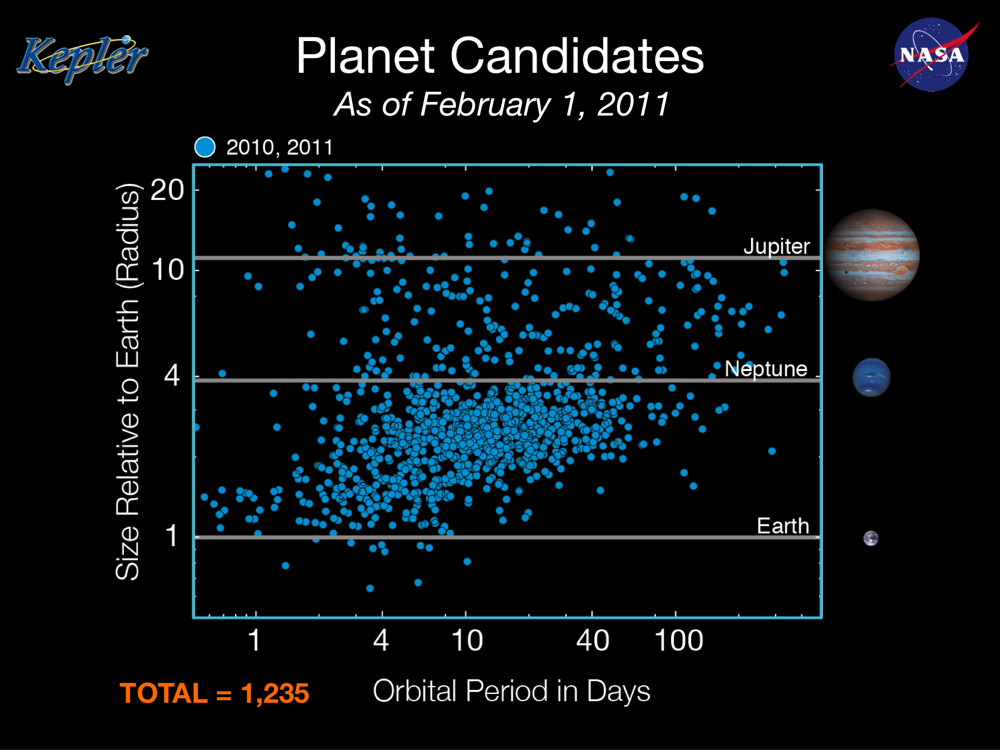 Kepler
Planet Candidates
NASA
As of February 1, 2011
2010, 2011
Size Relative to Earth (Radius)
20
10
4
1
Jupiter
Neptune
Earth
1 4 10 40 100
Orbital Period in Days
TOTAL = 1,235